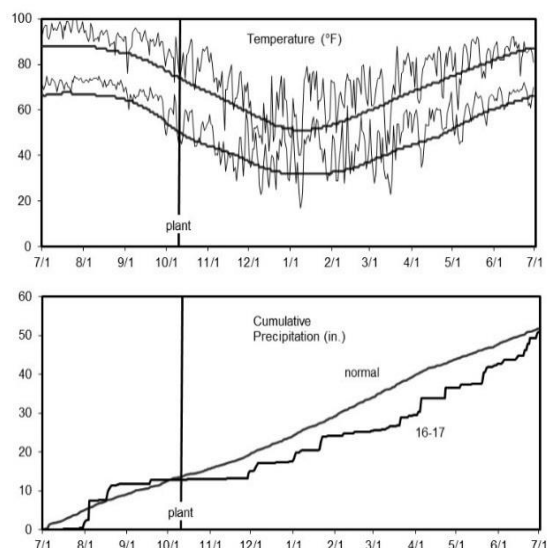 100
Temperature (°F)
80
60
40
20
plant
0
7/1 8/1 9/1 10/1 11/1 12/1 1/1 2/1 3/1 4/1 5/1 6/1 7/1
60
Cumulative
Precipitation (in.)
50
normal
40
30
16-17
20
10
plant
0
7/1 8/1 9/1 10/1 11/1 12/1 1/1 2/1 3/1 4/1 5/1 6/1 7/1